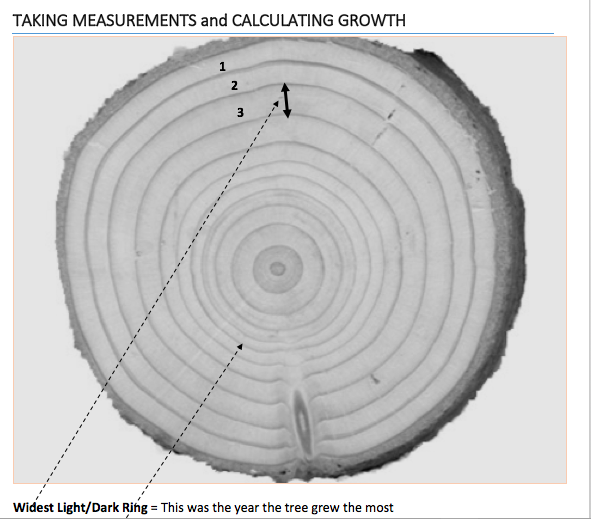 TAKING MEASUREMENTS and CALCULATING GROWTH
1
2
3
Widest Light/Dark Ring = This was the year the tree grew the most